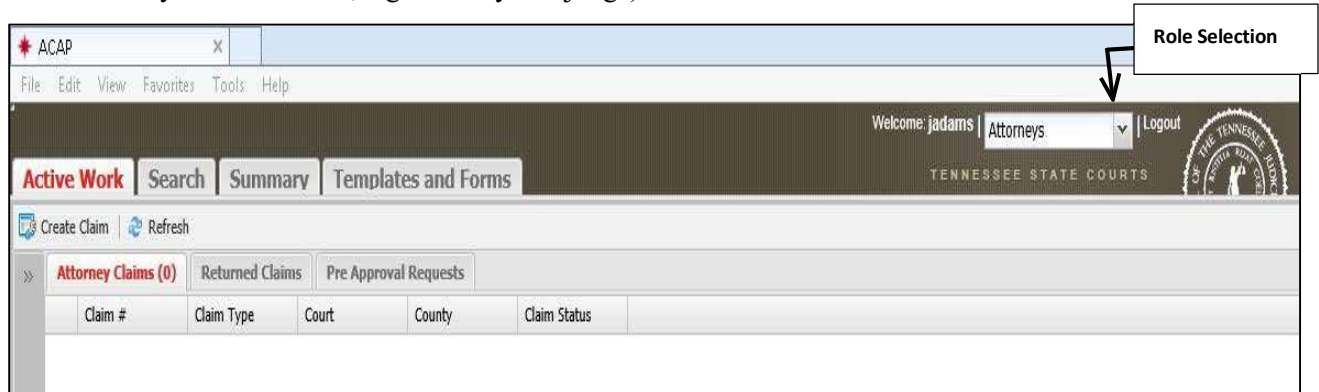 Role Selection
ACAP
File Edit View Favorites Tools Help
Welcome: jadams | Attorneys | Logout
TENNESSEE STATE COURTS
Active Work Search Summary Templates and Forms
Create Claim Refresh
Attorney Claims (0) Returned Claims Pre Approval Requests
Claim # Claim Type Court County Claim Status